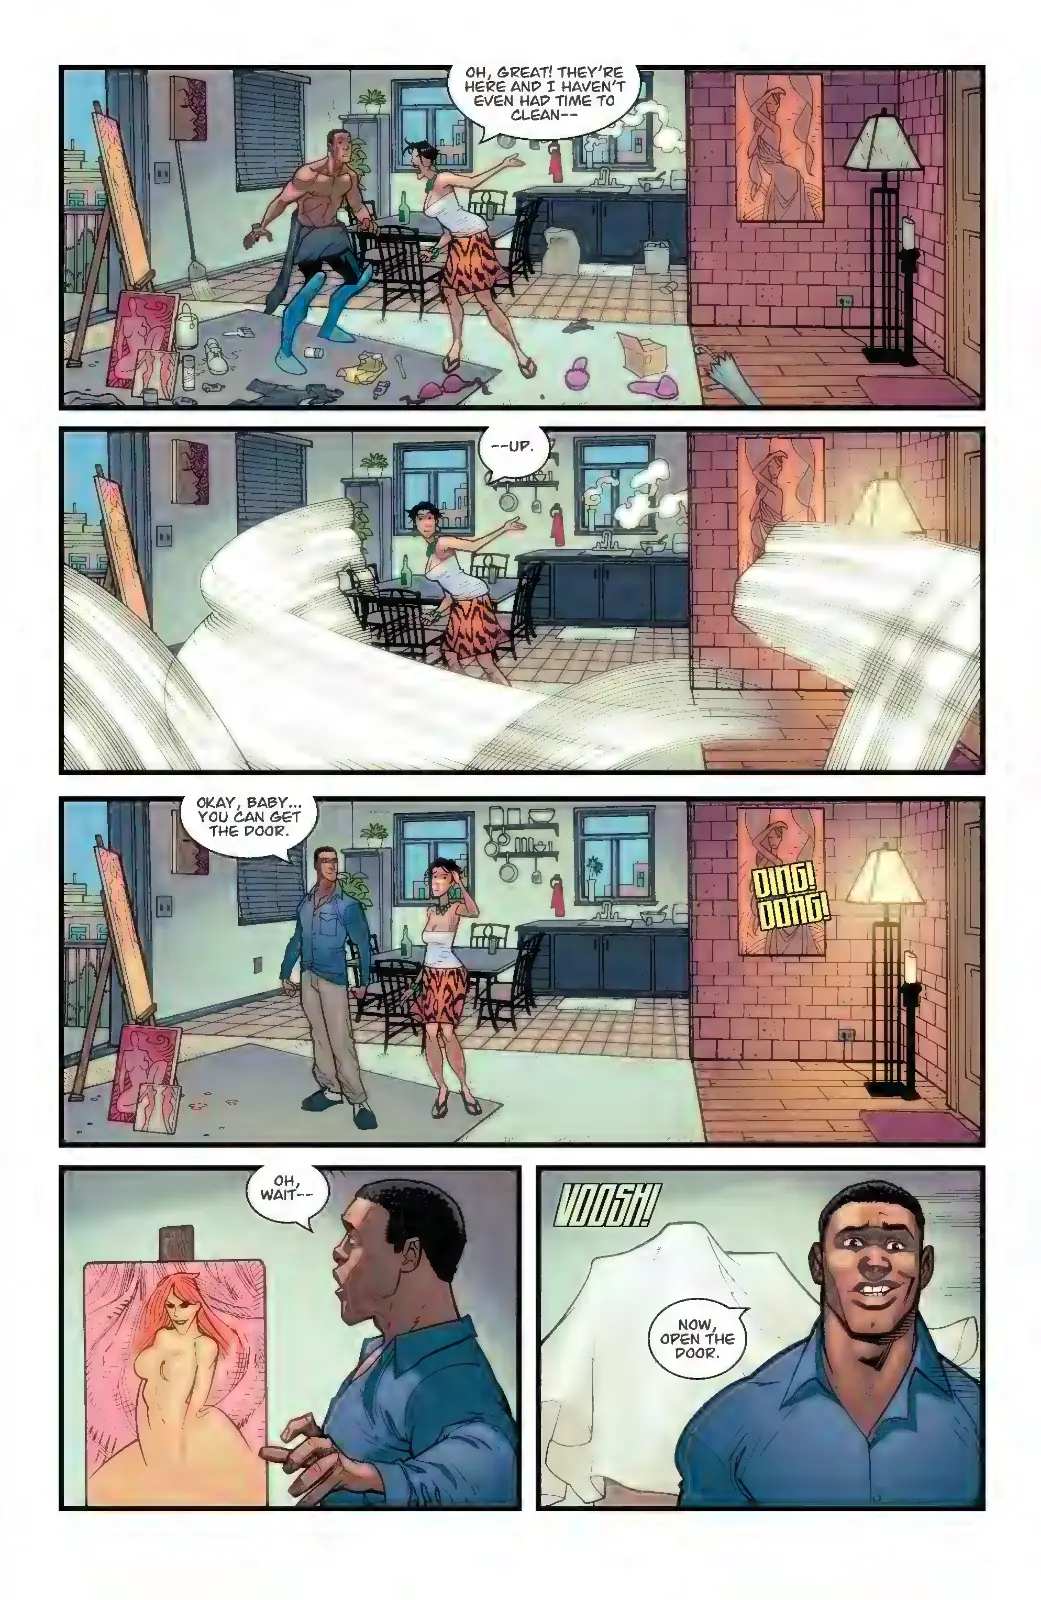 OH, GREAT! THEY'RE
HERE AND I HAVEN'T
EVEN HAD TIME TO
CLEAN--
--UP.
OKAY, BABY...
YOU CAN GET
THE DOOR.
DING!
DONG!
OH,
WAIT--
VOOSH!
NOW,
OPEN THE
DOOR.